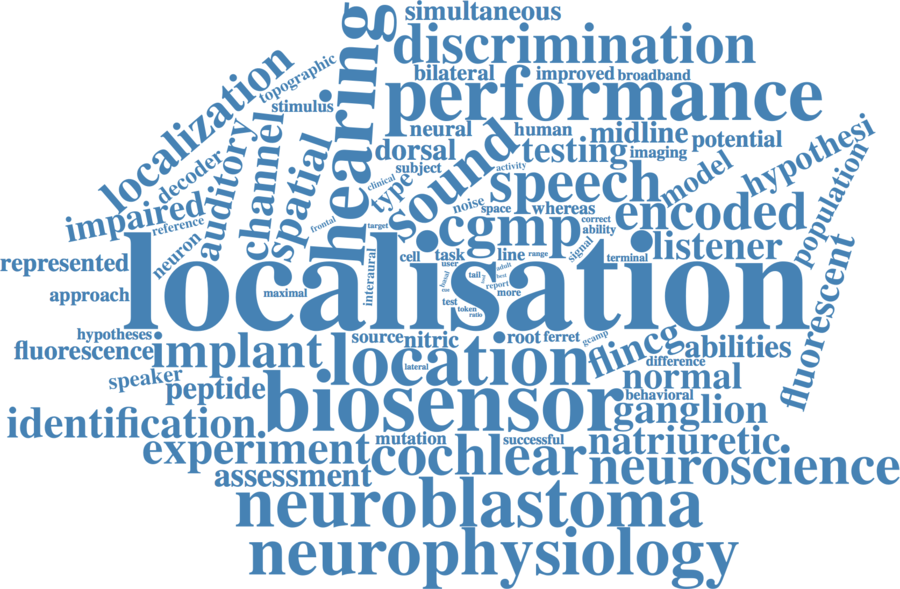 simultaneous
discrimination
bilateral
improved
broadband
topographic
localization
stimulus
hearing
performance
neural
human
midline
potential
decoder
auditory
channel
spatial
dorsal
sound
testing
imaging
hypothesi
subject
activity
clinical
type
speech
model
population
impaired
reference
noise
space
whereas
encoded
correct
ability
frontal
target
cgmp
signal
listener
neuron
represented
interaural
cell
task
line
range
terminal
user
adult
tail
best
basal
report
more
approach
maximal
localisation
test
token
ratio
fluorescent
hypotheses
source
nitric
root
ferret
gcamp
fluorescence
implant
location
flincg
abilities
lateral
difference
speaker
peptide
normal
biosensor
behavioral
ganglion
identification
mutation
successful
natriuretic
experiment
cochlear
neuroscience
assessment
neuroblastoma
neurophysiology